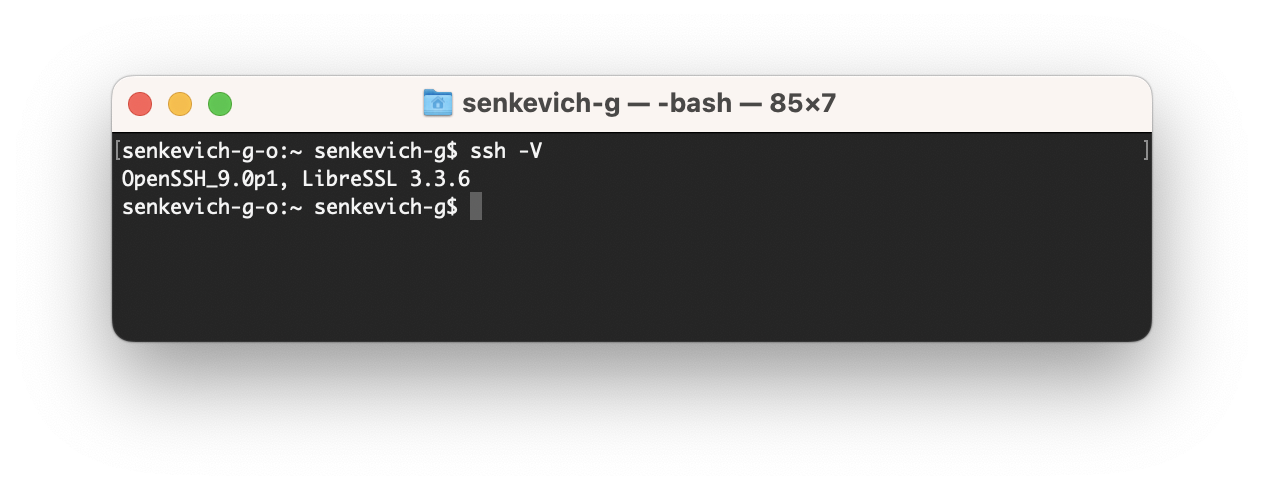 senkevich-g — -bash — 85×7
[senkevich-g-o:~ senkevich-g$ ssh -V ]
OpenSSH_9.0p1, LibreSSL 3.3.6
senkevich-g-o:~ senkevich-g$